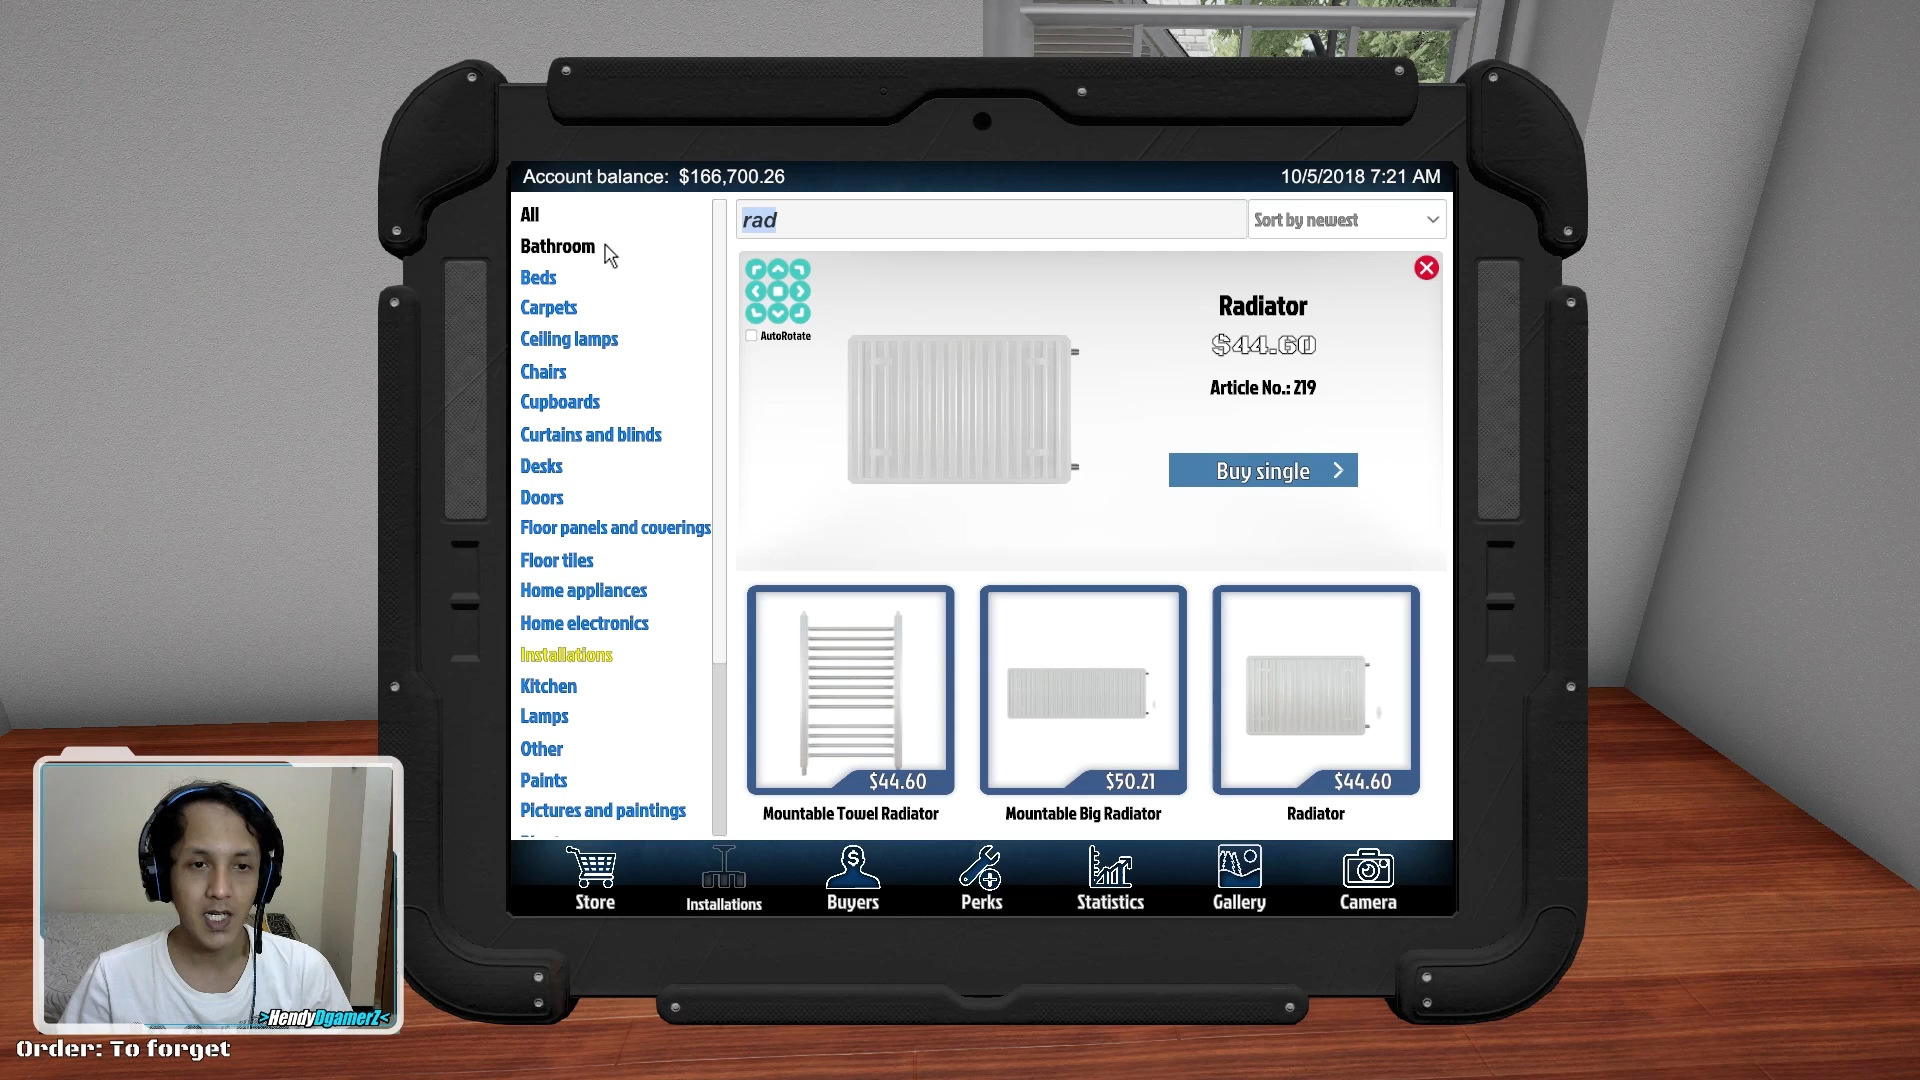 Account balance: $166,700.26
10/5/2018 7:21 AM
All
Bathroom
Beds
Carpets
Ceiling lamps
Chairs
Cupboards
Curtains and blinds
Desks
Doors
Floor panels and coverings
Floor tiles
Home appliances
Home electronics
Installations
Kitchen
Lamps
Other
Paints
Pictures and paintings
rad
Sort by newest
AutoRotate
Radiator
$44.60
Article No.: 219
Buy single
$44.60
$50.21
$44.60
Mountable Towel Radiator
Mountable Big Radiator
Radiator
Store
Installations
Buyers
Perks
Statistics
Gallery
Camera
>HendyDgamerZ<
Order: To forget